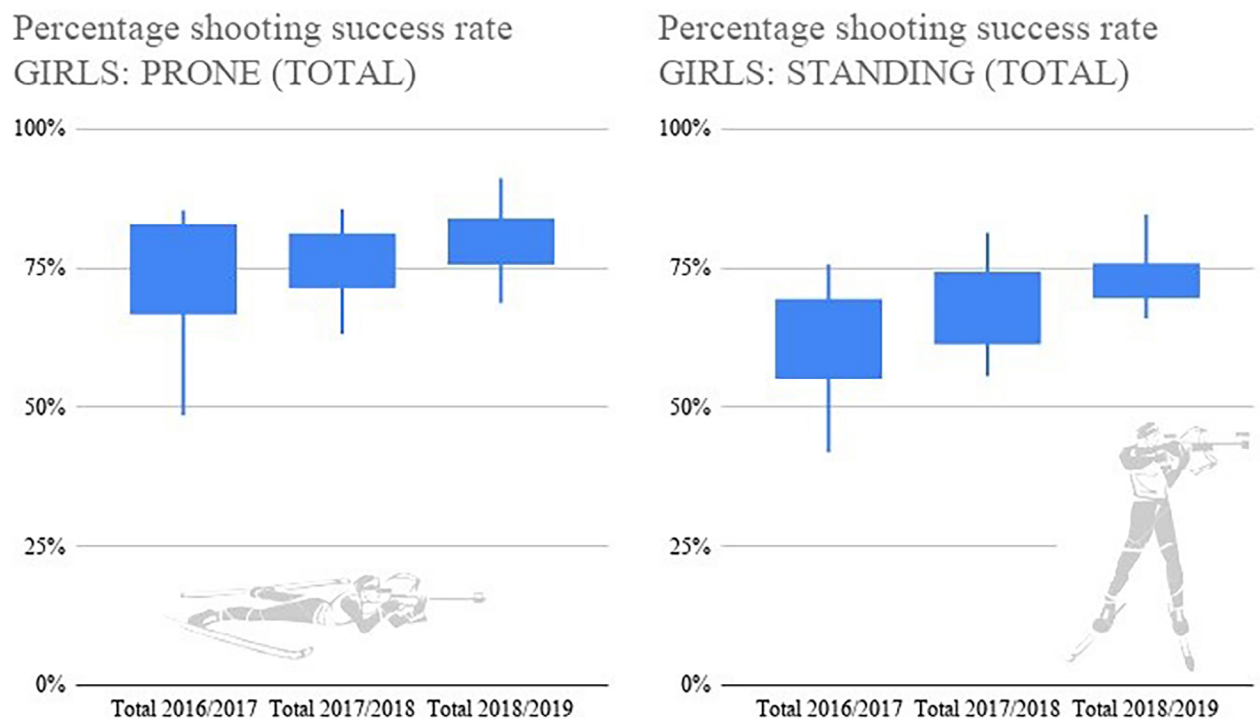 Percentage shooting success rate
GIRLS: PRONE (TOTAL)
100%
75%
50%
25%
0%
Total 2016/2017 Total 2017/2018 Total 2018/2019
Percentage shooting success rate
GIRLS: STANDING (TOTAL)
100%
75%
50%
25%
0%
Total 2016/2017 Total 2017/2018 Total 2018/2019